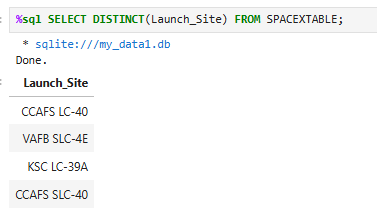 %sql SELECT DISTINCT(Launch_Site) FROM SPACEXTABLE;
* sqlite:///my_data1.db
Done.
Launch_Site
CCAFS LC-40
VAFB SLC-4E
KSC LC-39A
CCAFS SLC-40